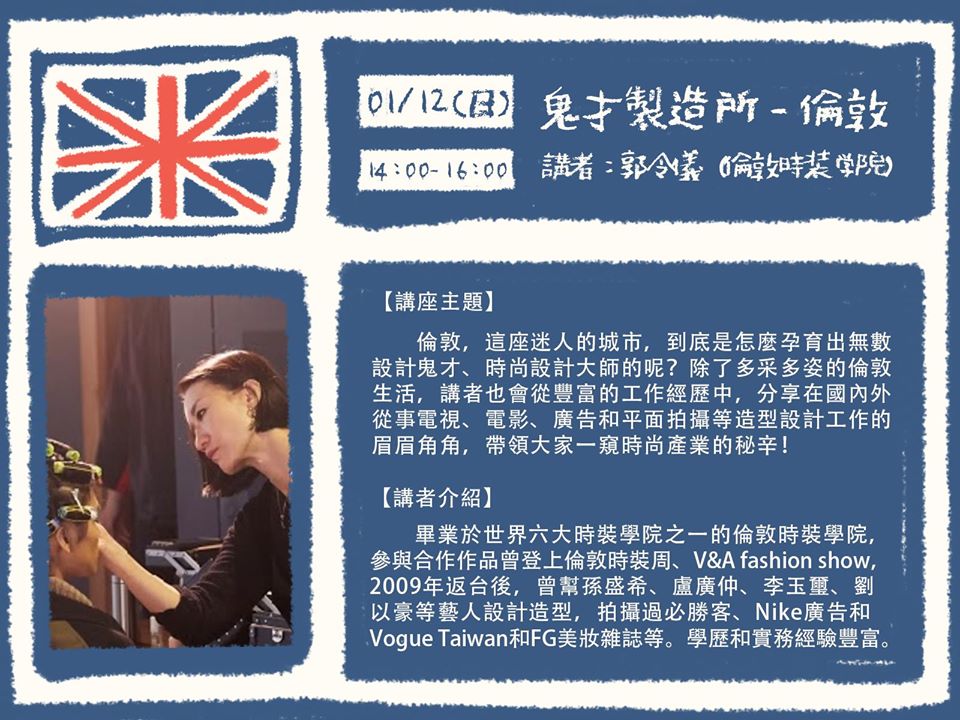 01/12(日)
14:00-16:00
鬼才製造所-倫敦
講者:郭令儀(倫敦時装学院)
【講座主題】
倫敦，這座迷人的城市，到底是怎麼孕育出無數
設計鬼才、時尚設計大師的呢？除了多采多姿的倫敦
生活，講者也會從豐富的工作經歷中，分享在國內外
從事電視、電影、廣告和平面拍攝等造型設計工作的
眉眉角角，帶領大家一窺時尚產業的秘辛！
【講者介紹】
畢業於世界六大時裝學院之一的倫敦時裝學院，
參與合作作品曾登上倫敦時裝周、V&A fashion show，
2009年返台後，曾幫孫盛希、盧廣仲、李玉璽、劉
以豪等藝人設計造型，拍攝過必勝客、Nike廣告和
Vogue Taiwan和FG美妝雜誌等。學歷和實務經驗豐富。